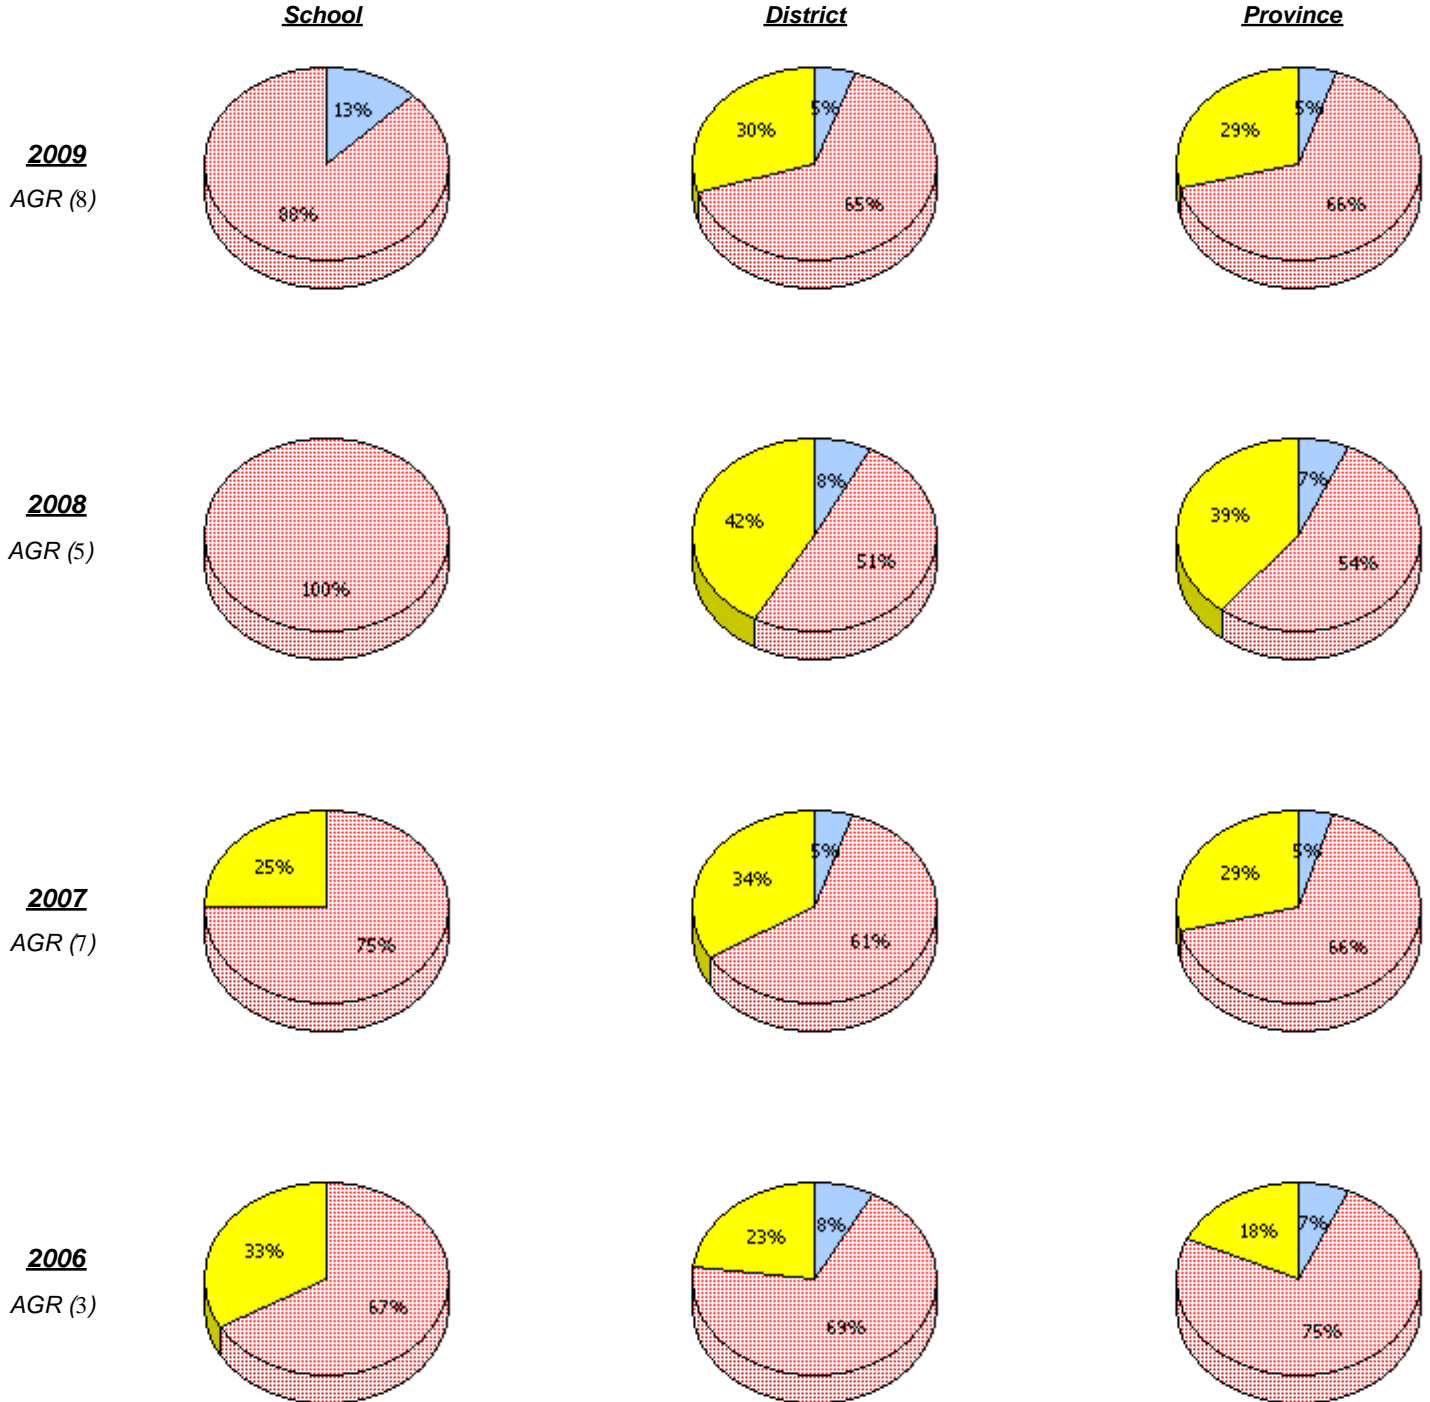 School District Province
13% 5% 5%
30% 29%
2009
AGR (8)
88% 65% 66%
8% 7%
42% 39%
2008
AGR (5)
100% 51% 54%
5% 5%
25% 34% 29%
2007
AGR (7)
75% 61% 66%
8% 7%
33% 23% 18%
2006
AGR (3)
67% 69% 75%